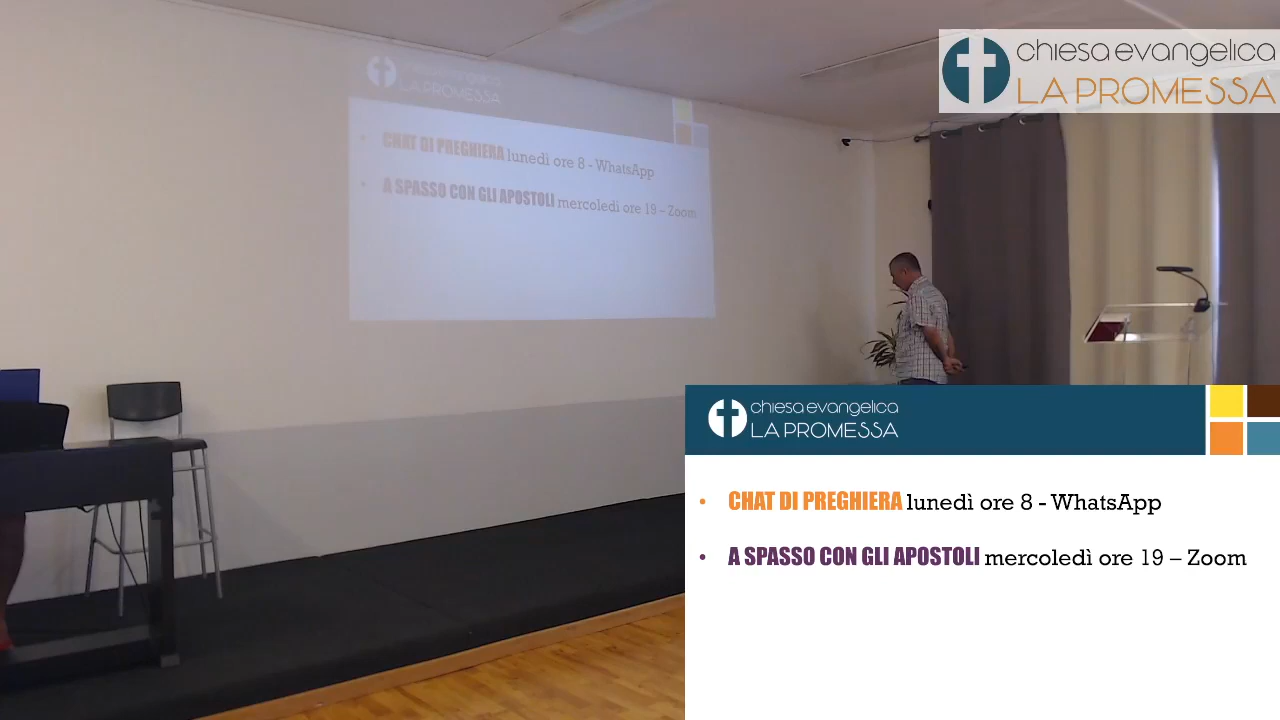 chiesa evangelica
LA PROMESSA
LA PROMESSA
CHAT DI PREGHIERA lunedì ore 8 - WhatsApp
A SPASSO CON GLI APOSTOLI mercoledì ore 19 – Zoom
chiesa evangelica
LA PROMESSA
• CHAT DI PREGHIERA lunedì ore 8 - WhatsApp
• A SPASSO CON GLI APOSTOLI mercoledì ore 19 – Zoom